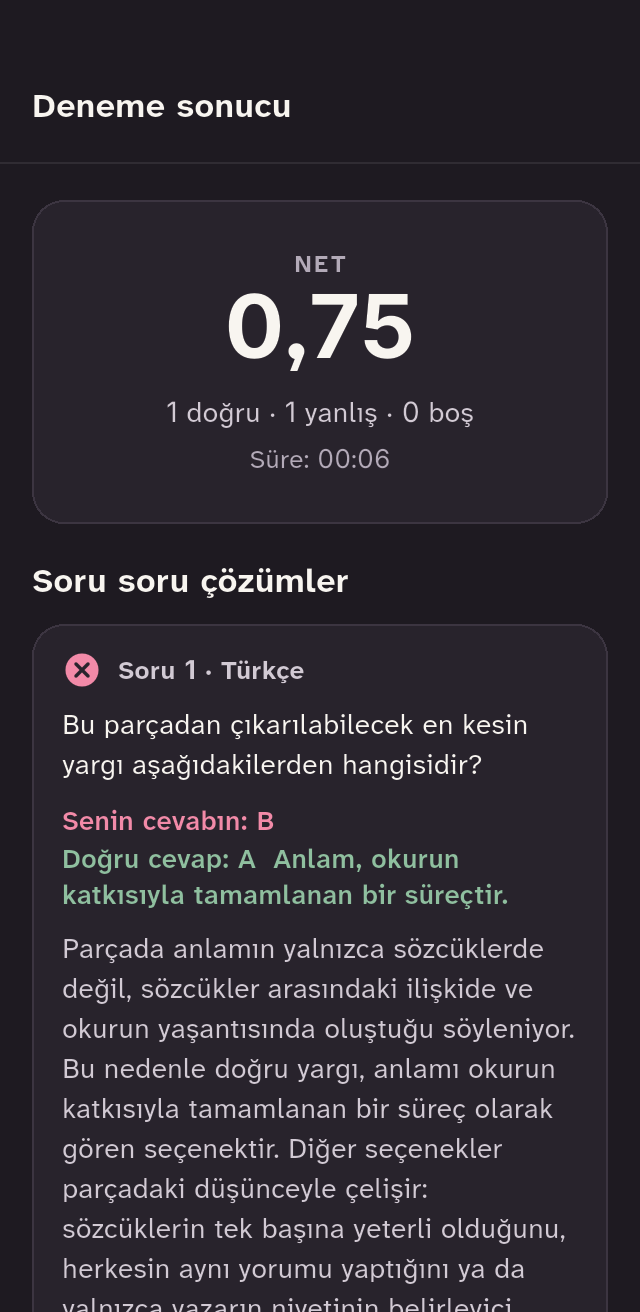 Deneme sonucu
NET
0,75
1 doğru · 1 yanlış · 0 boş
Süre: 00:06
Soru soru çözümler
Soru 1 · Türkçe
Bu parçadan çıkarılabilecek en kesin
yargı aşağıdakilerden hangisidir?
Senin cevabın: B
Doğru cevap: A  Anlam, okurun
katkısıyla tamamlanan bir süreçtir.
Parçada anlamın yalnızca sözcüklerde
değil, sözcükler arasındaki ilişkide ve
okurun yaşantısında oluştuğu söyleniyor.
Bu nedenle doğru yargı, anlamı okurun
katkısıyla tamamlanan bir süreç olarak
gören seçenektir. Diğer seçenekler
parçadaki düşünceyle çelişir:
sözcüklerin tek başına yeterli olduğunu,
herkesin aynı yorumu yaptığını ya da
yalnızca yazarın niyetinin belirleyici